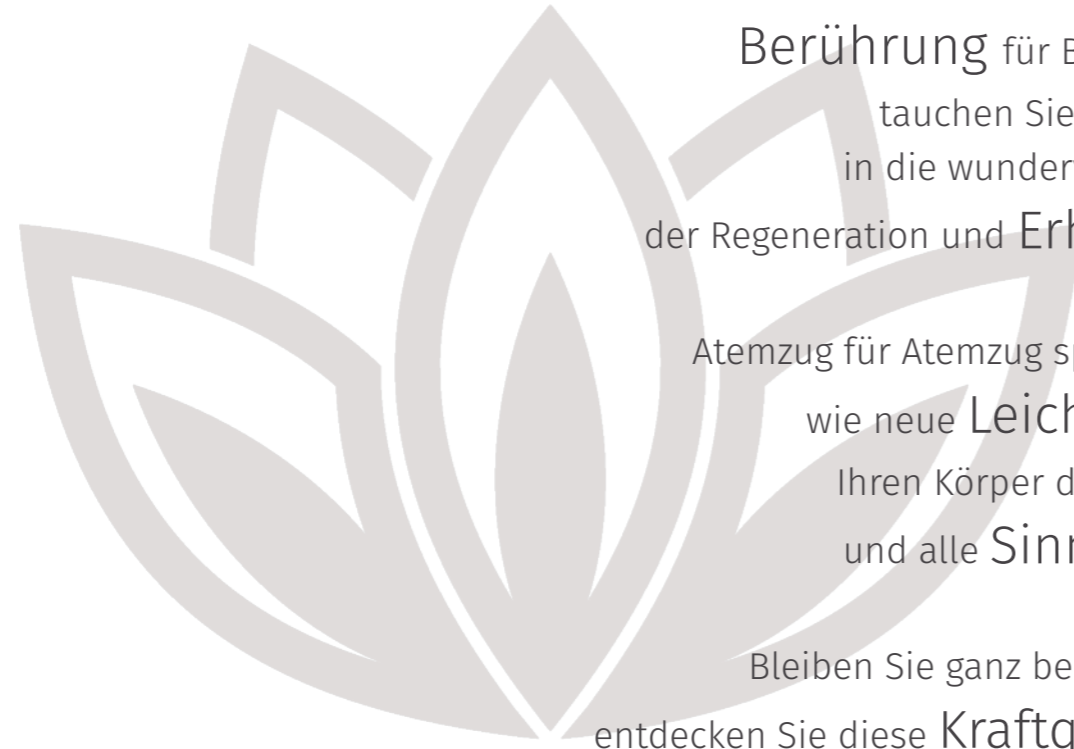 Berührung für
tauchen Sie
in die
der Regeneration und
Atemzug für Atemzug
wie neue
Ihren Körper
und alle
Bleiben Sie ganz
entdecken Sie diese